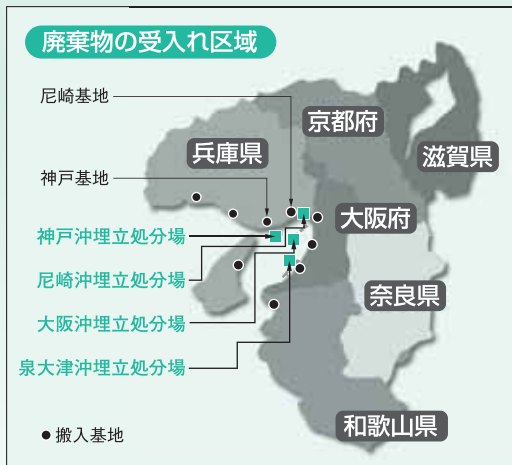 廃棄物の受入れ区域
尼崎基地
京都府
兵庫県
滋賀県
神戸基地
大阪府
神戸沖埋立処分場
尼崎沖埋立処分場
奈良県
大阪沖埋立処分場
泉大津沖埋立処分場
和歌山県
●搬入基地